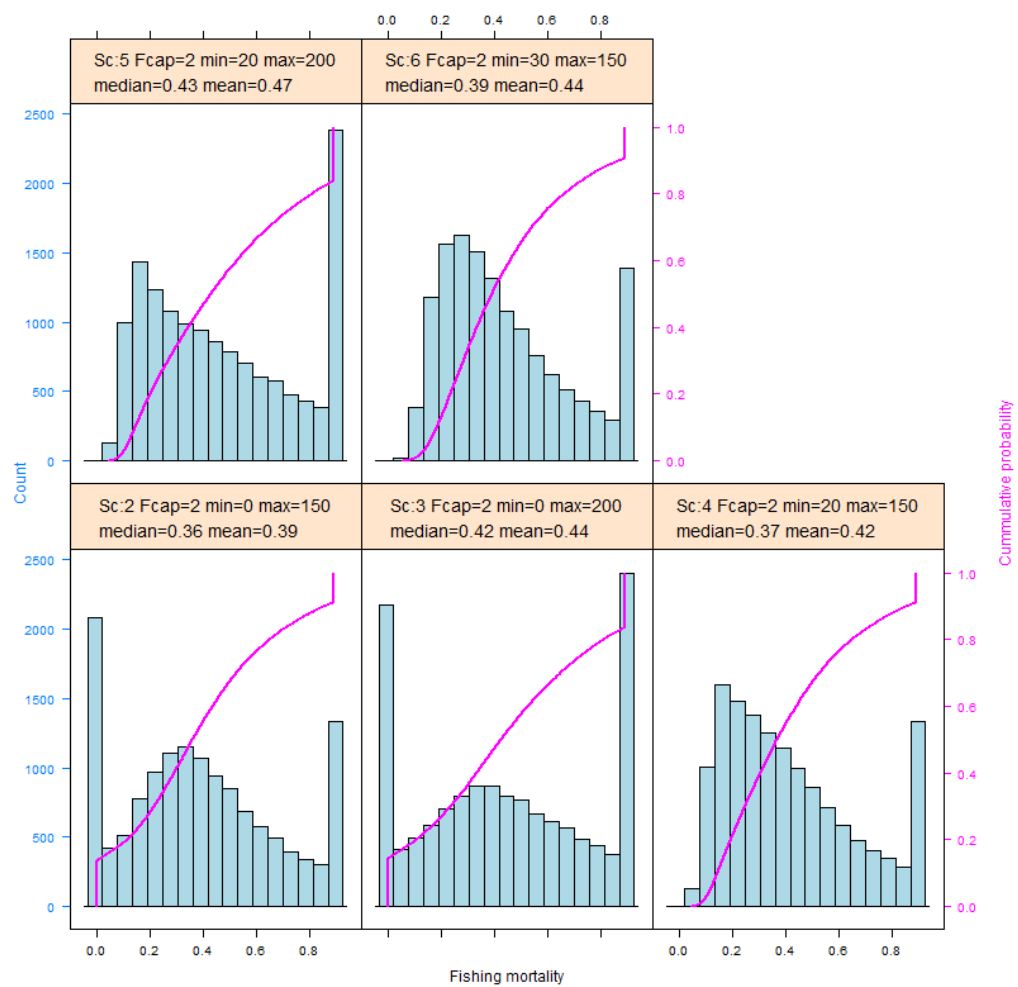 0.0 0.2 0.4 0.6 0.8
Sc:5 Fcap=2 min=20 max=200
median=0.43 mean=0.47
Sc:6 Fcap=2 min=30 max=150
median=0.39 mean=0.44
2500
2000
1500
1000
500
0
1.0
0.8
0.6
0.4
0.2
0.0
Count
Cummulative probability
Sc:2 Fcap=2 min=0 max=150
median=0.36 mean=0.39
Sc:3 Fcap=2 min=0 max=200
median=0.42 mean=0.44
Sc:4 Fcap=2 min=20 max=150
median=0.37 mean=0.42
2500
2000
1500
1000
500
0
1.0
0.8
0.6
0.4
0.2
0.0
0.0 0.2 0.4 0.6 0.8
0.0 0.2 0.4 0.6 0.8
Fishing mortality